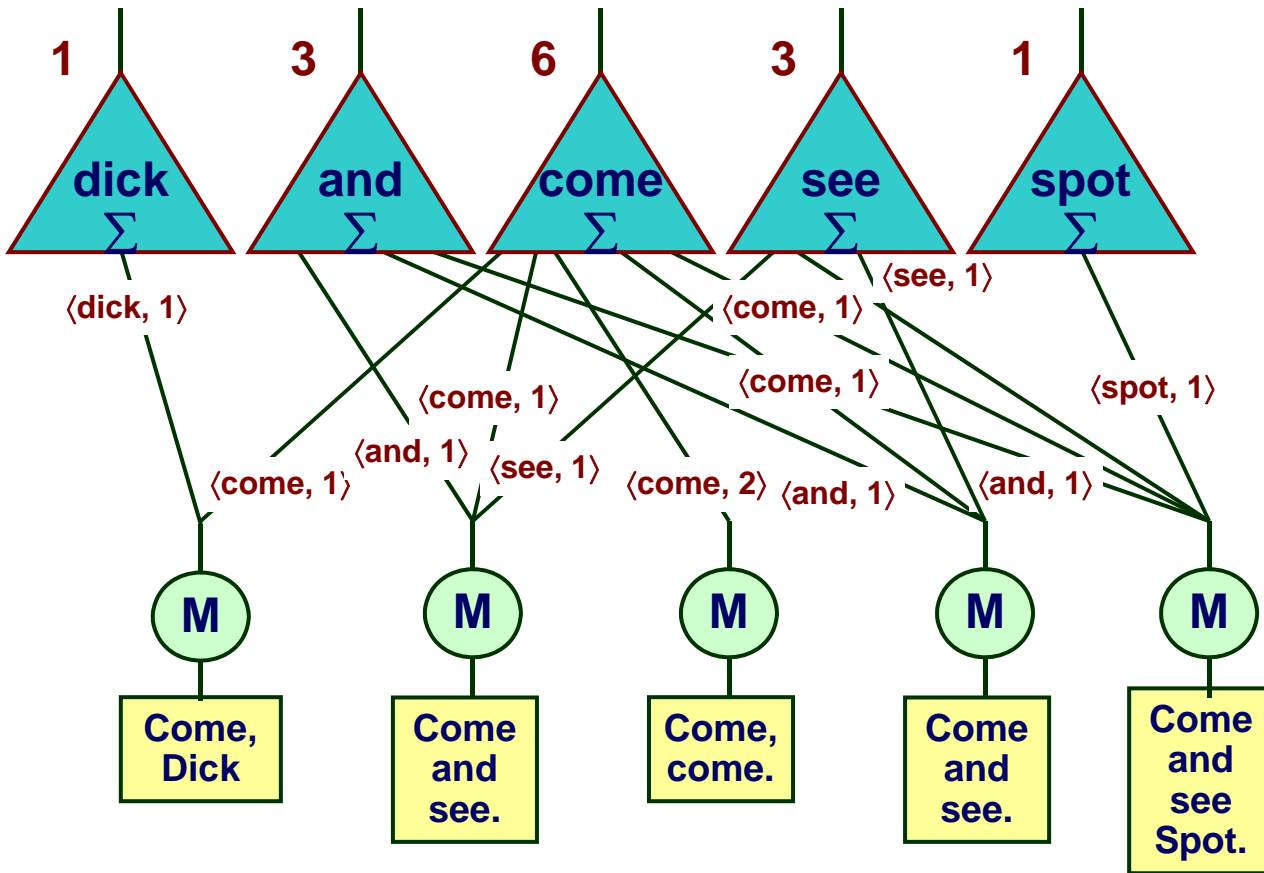 1 3 6 3 1
dick and come see spot
Σ Σ Σ Σ Σ
⟨see, 1⟩
⟨dick, 1⟩ ⟨come, 1⟩
⟨come, 1⟩
⟨come, 1⟩ ⟨spot, 1⟩
⟨and, 1⟩
⟨see, 1⟩
⟨come, 1⟩ ⟨come, 2⟩ ⟨and, 1⟩ ⟨and, 1⟩
M M M M M
Come,
Dick
Come
and
see.
Come,
come.
Come
and
see.
Come
and
see
Spot.